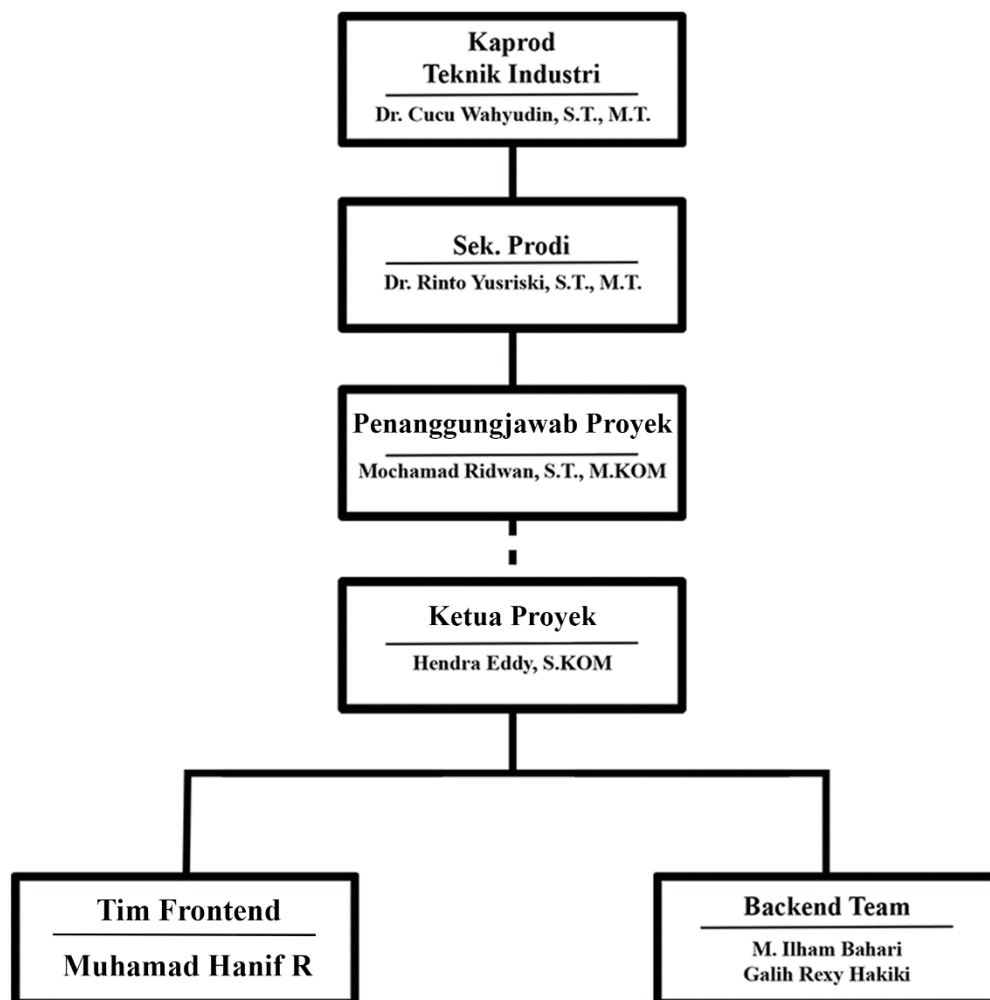 Kaprod
Teknik Industri
Dr. Cucu Wahyudin, S.T., M.T.
Sek. Prodi
Dr. Rinto Yusriski, S.T., M.T.
Penanggungjawab Proyek
Mochamad Ridwan, S.T., M.KOM
Ketua Proyek
Hendra Eddy, S.KOM
Tim Frontend
Muhamad Hanif R
Backend Team
M. Ilham Bahari
Galih Rexy Hakiki